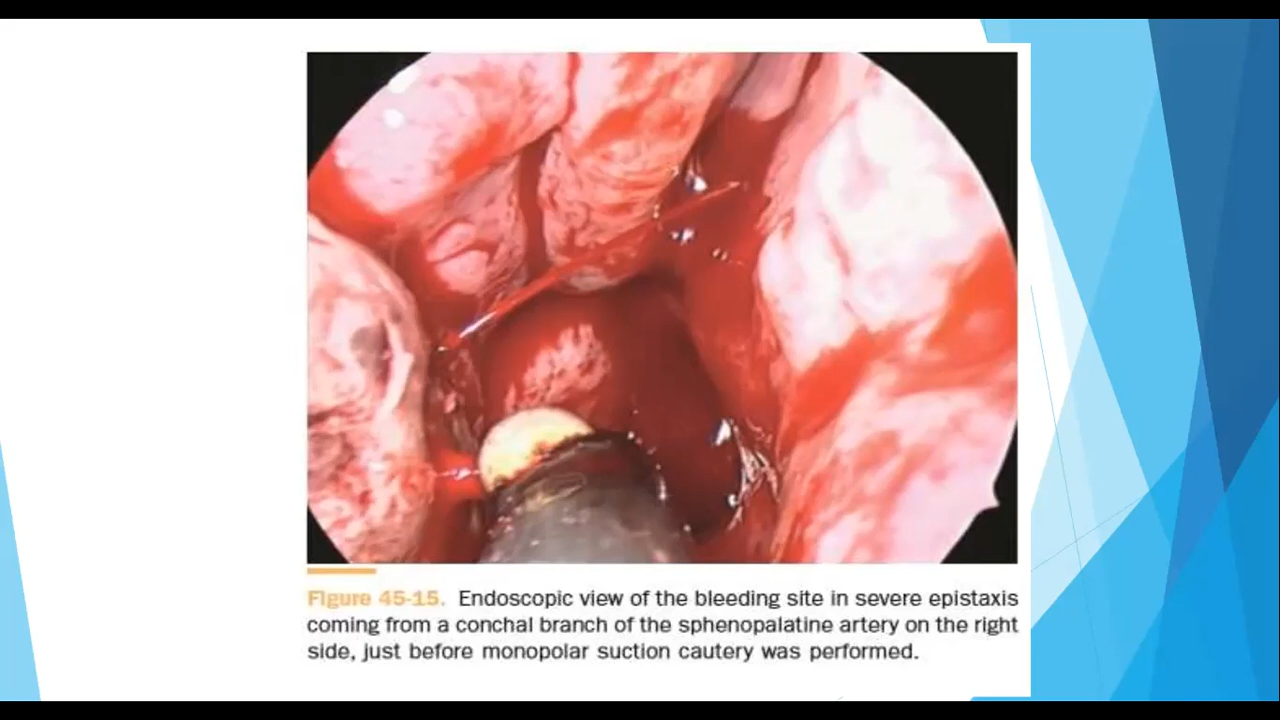 Figure 45-15. Endoscopic view of the bleeding site in severe epistaxis
coming from a conchal branch of the sphenopalatine artery on the right
side, just before monopolar suction cautery was performed.